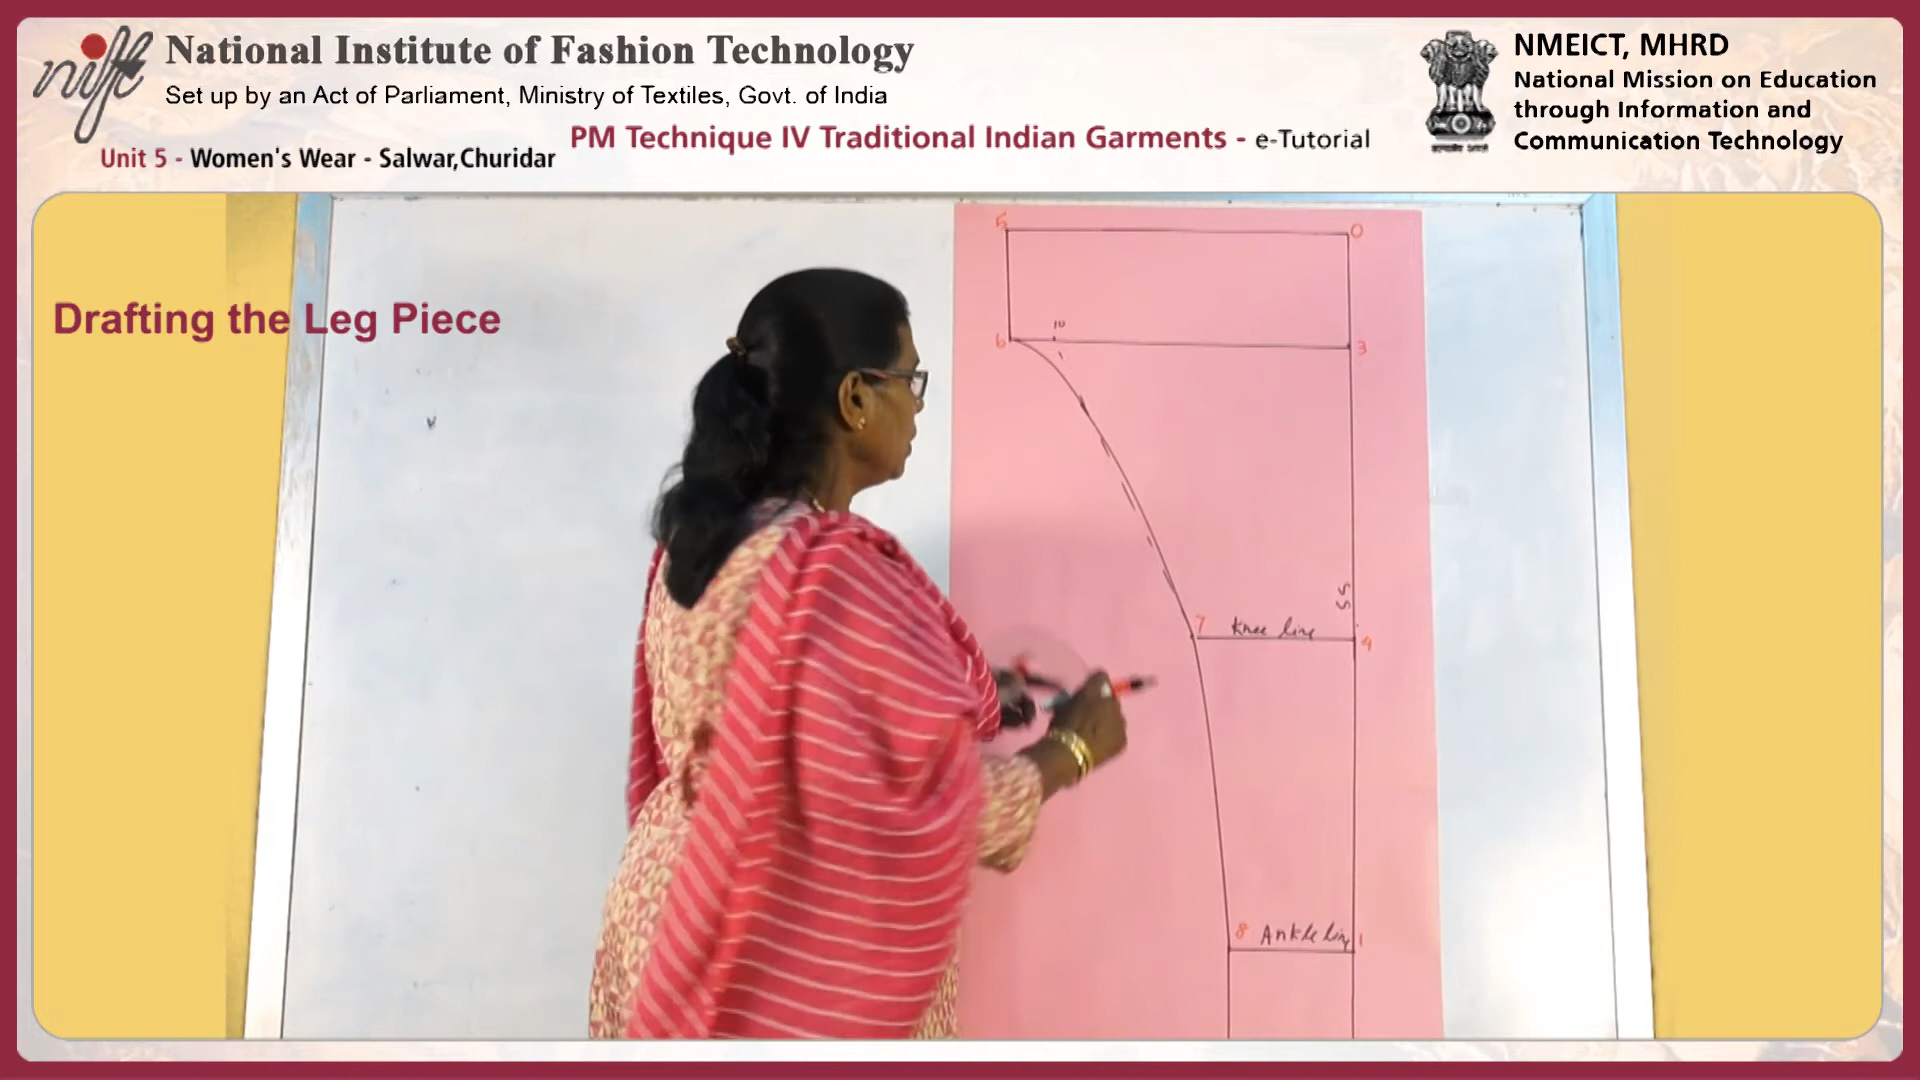 nift
National Institute of Fashion Technology
Set up by an Act of Parliament, Ministry of Textiles, Govt. of India
PM Technique IV Traditional Indian Garments - e-Tutorial
Unit 5 - Women's Wear - Salwar,Churidar
NMEICT, MHRD
National Mission on Education
through Information and
Communication Technology
Drafting the Leg Piece
5
0
10
6
3
SS
7 Knee line
4
8 Ankle line 1